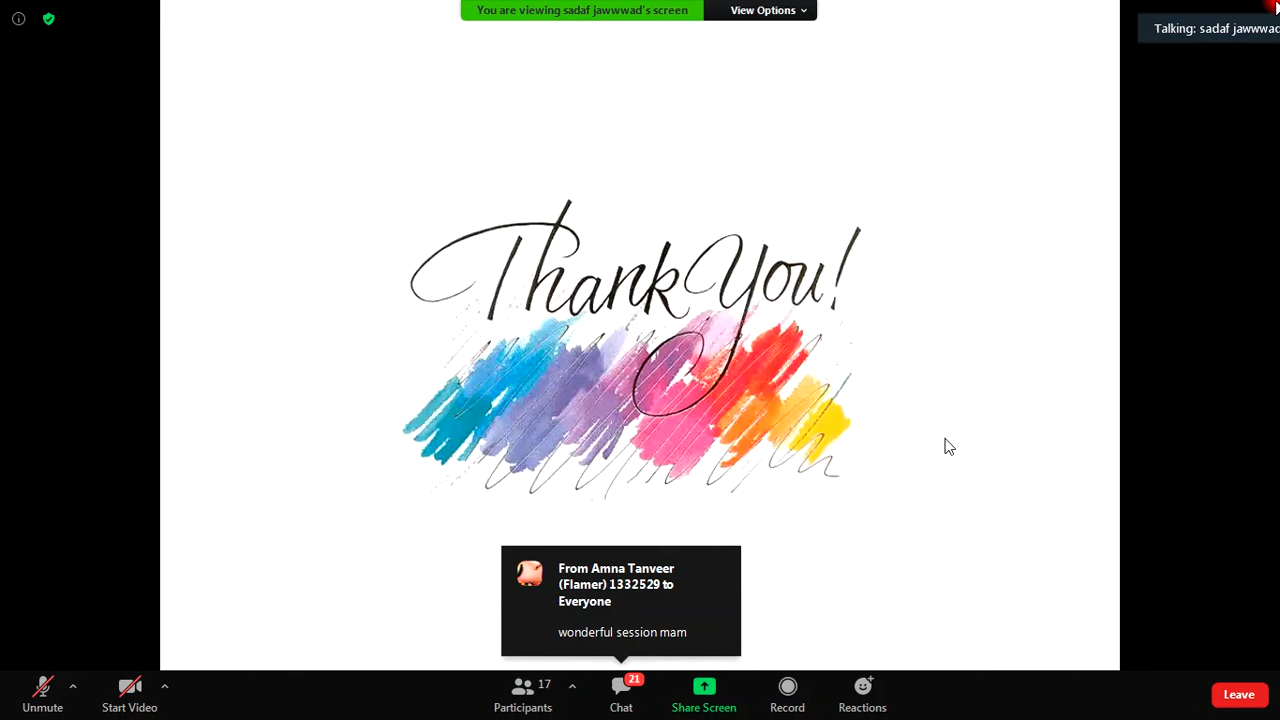 You are viewing sadaf jawwwad's screen
View Options
Talking: sadaf jawwwad
Thank You!
From Amna Tanveer
(Flamer) 1332529 to
Everyone
wonderful session mam
17
21
Unmute
Start Video
Participants
Chat
Share Screen
Record
Reactions
Leave